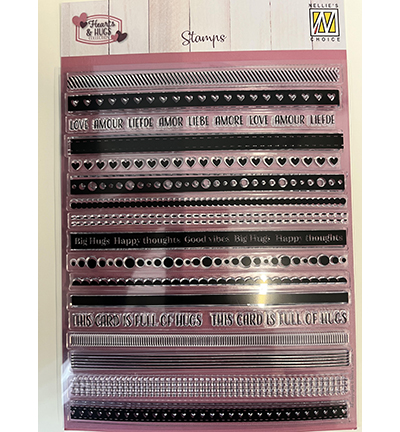 Hearts
& HUGS
Stamps
NELLIE'S
CHOICE
LOVE AMOUR LIEFDE AMOR LIEBE AMORE LOVE AMOUR LIEFDE
Big Hugs Happy thoughts Good vibes Big Hugs Happy thoughts
THIS CARD IS FULL OF HUGS THIS CARD IS FULL OF HUGS